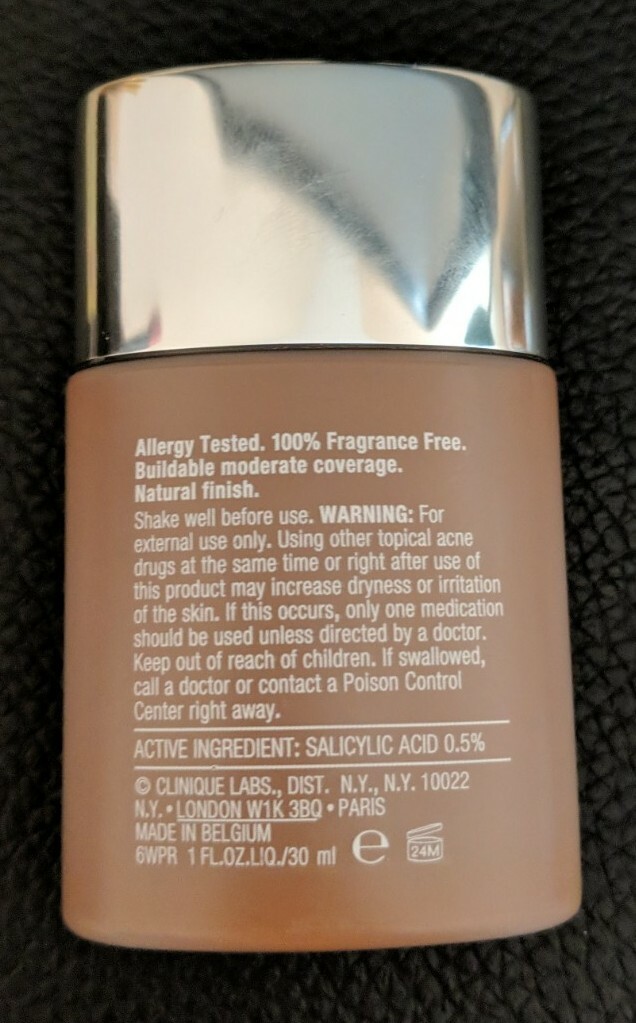 Allergy Tested. 100% Fragrance Free.
Buildable moderate coverage.
Natural finish.
Shake well before use. WARNING: For
external use only. Using other topical acne
drugs at the same time or right after use of
this product may increase dryness or irritation
of the skin. If this occurs, only one medication
should be used unless directed by a doctor.
Keep out of reach of children. If swallowed,
call a doctor or contact a Poison Control
Center right away.
ACTIVE INGREDIENT: SALICYLIC ACID 0.5%
© CLINIQUE LABS., DIST. N.Y., N.Y. 10022
N.Y. • LONDON W1K 3BQ • PARIS
MADE IN BELGIUM
6WPR 1 FL.OZ.LIQ./30 ml ℮ 24M